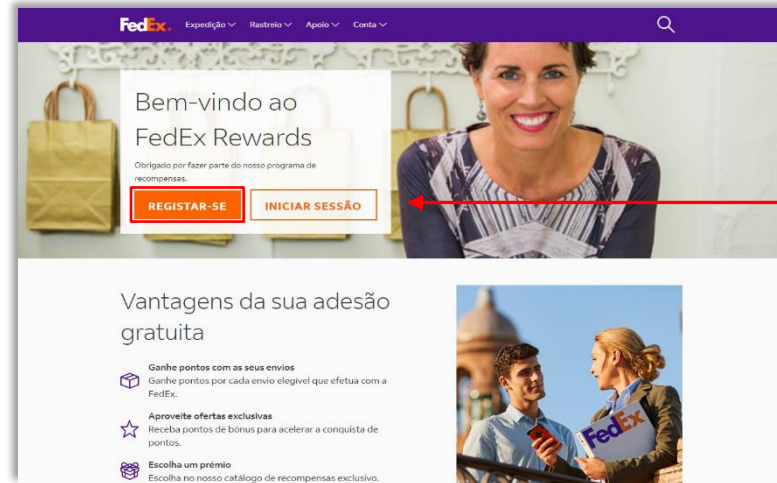 FedEx. Expedição Rastreio Apoio Conta
Bem-vindo ao
FedEx Rewards
Obrigado por fazer parte do nosso programa de
recompensas.
REGISTAR-SE INICIAR SESSÃO
Vantagens da sua adesão
gratuita
Ganhe pontos com as seus envios
Ganhe pontos por cada envio elegível que efetua com a
FedEx.
Aproveite ofertas exclusivas
Receba pontos de bónus para acelerar a conquista de
pontos.
Escolha um prémio
Escolha no nosso catálogo de recompensas exclusivo.
FedEx